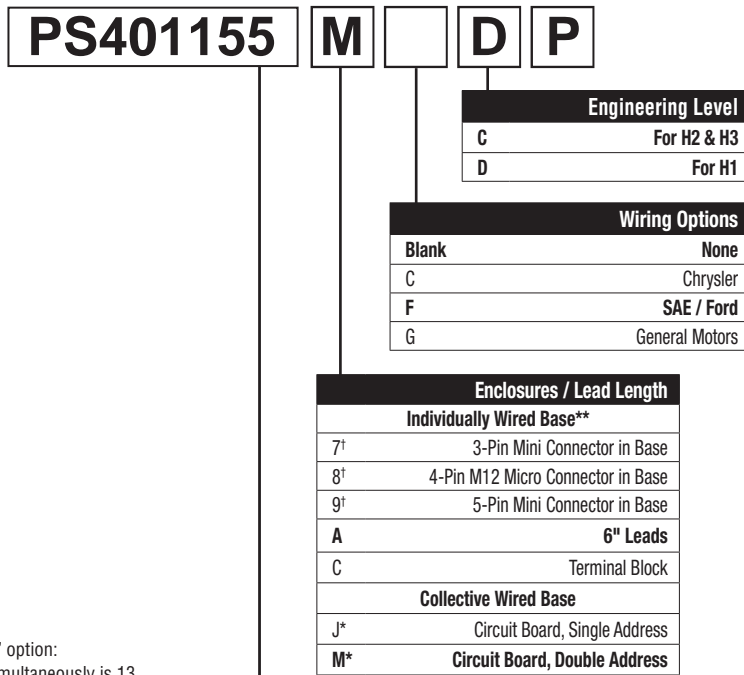 PS401155 M D P
Engineering Level
C For H2 & H3
D For H1
Wiring Options
Blank None
C Chrysler
F SAE / Ford
G General Motors
Enclosures / Lead Length
Individually Wired Base**
7† 3-Pin Mini Connector in Base
8† 4-Pin M12 Micro Connector in Base
9† 5-Pin Mini Connector in Base
A 6" Leads
C Terminal Block
Collective Wired Base
J* Circuit Board, Single Address
M* Circuit Board, Double Address
option:
multaneously is 13